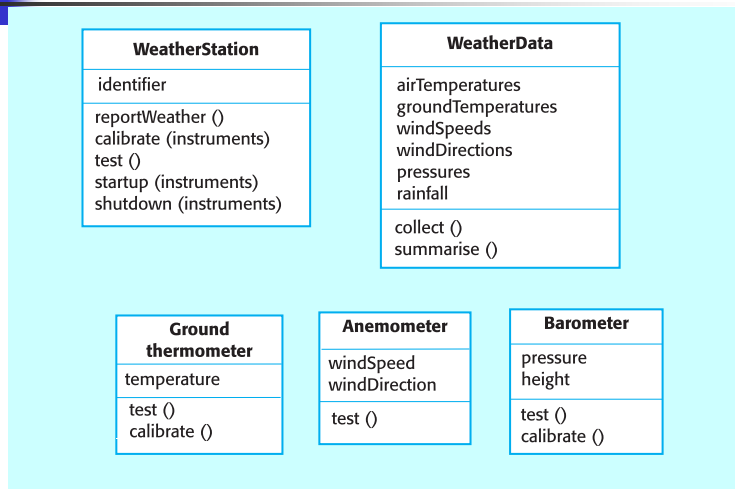 WeatherStation
identifier
reportWeather ()
calibrate (instruments)
test ()
startup (instruments)
shutdown (instruments)
WeatherData
airTemperatures
groundTemperatures
windSpeeds
windDirections
pressures
rainfall
collect ()
summarise ()
Ground
thermometer
temperature
test ()
calibrate ()
Anemometer
windSpeed
windDirection
test ()
Barometer
pressure
height
test ()
calibrate ()